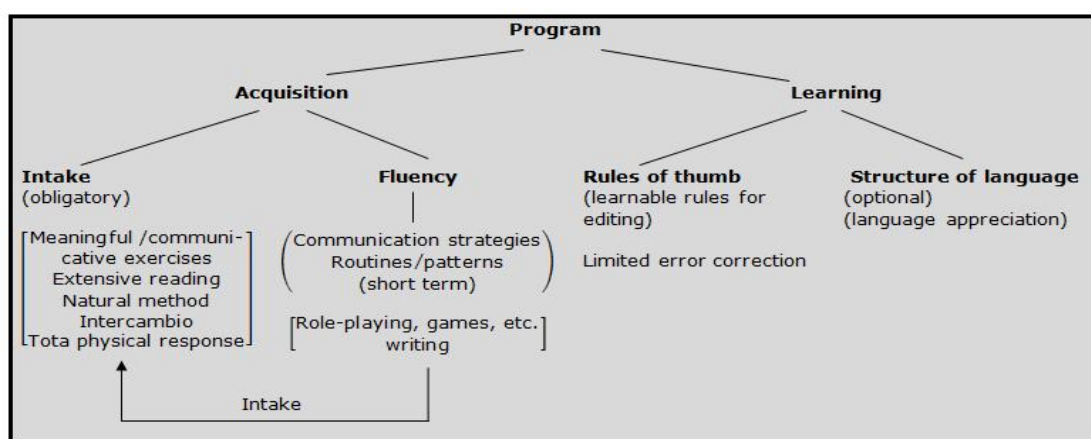 Program
Acquisition
Learning
Intake
(obligatory)
Meaningful /communi-
cative exercises
Extensive reading
Natural method
Intercambio
Tota physical response
Fluency
Communication strategies
Routines/patterns
(short term)
Role-playing, games, etc.
writing
Intake
Rules of thumb
(learnable rules for
editing)
Limited error correction
Structure of language
(optional)
(language appreciation)